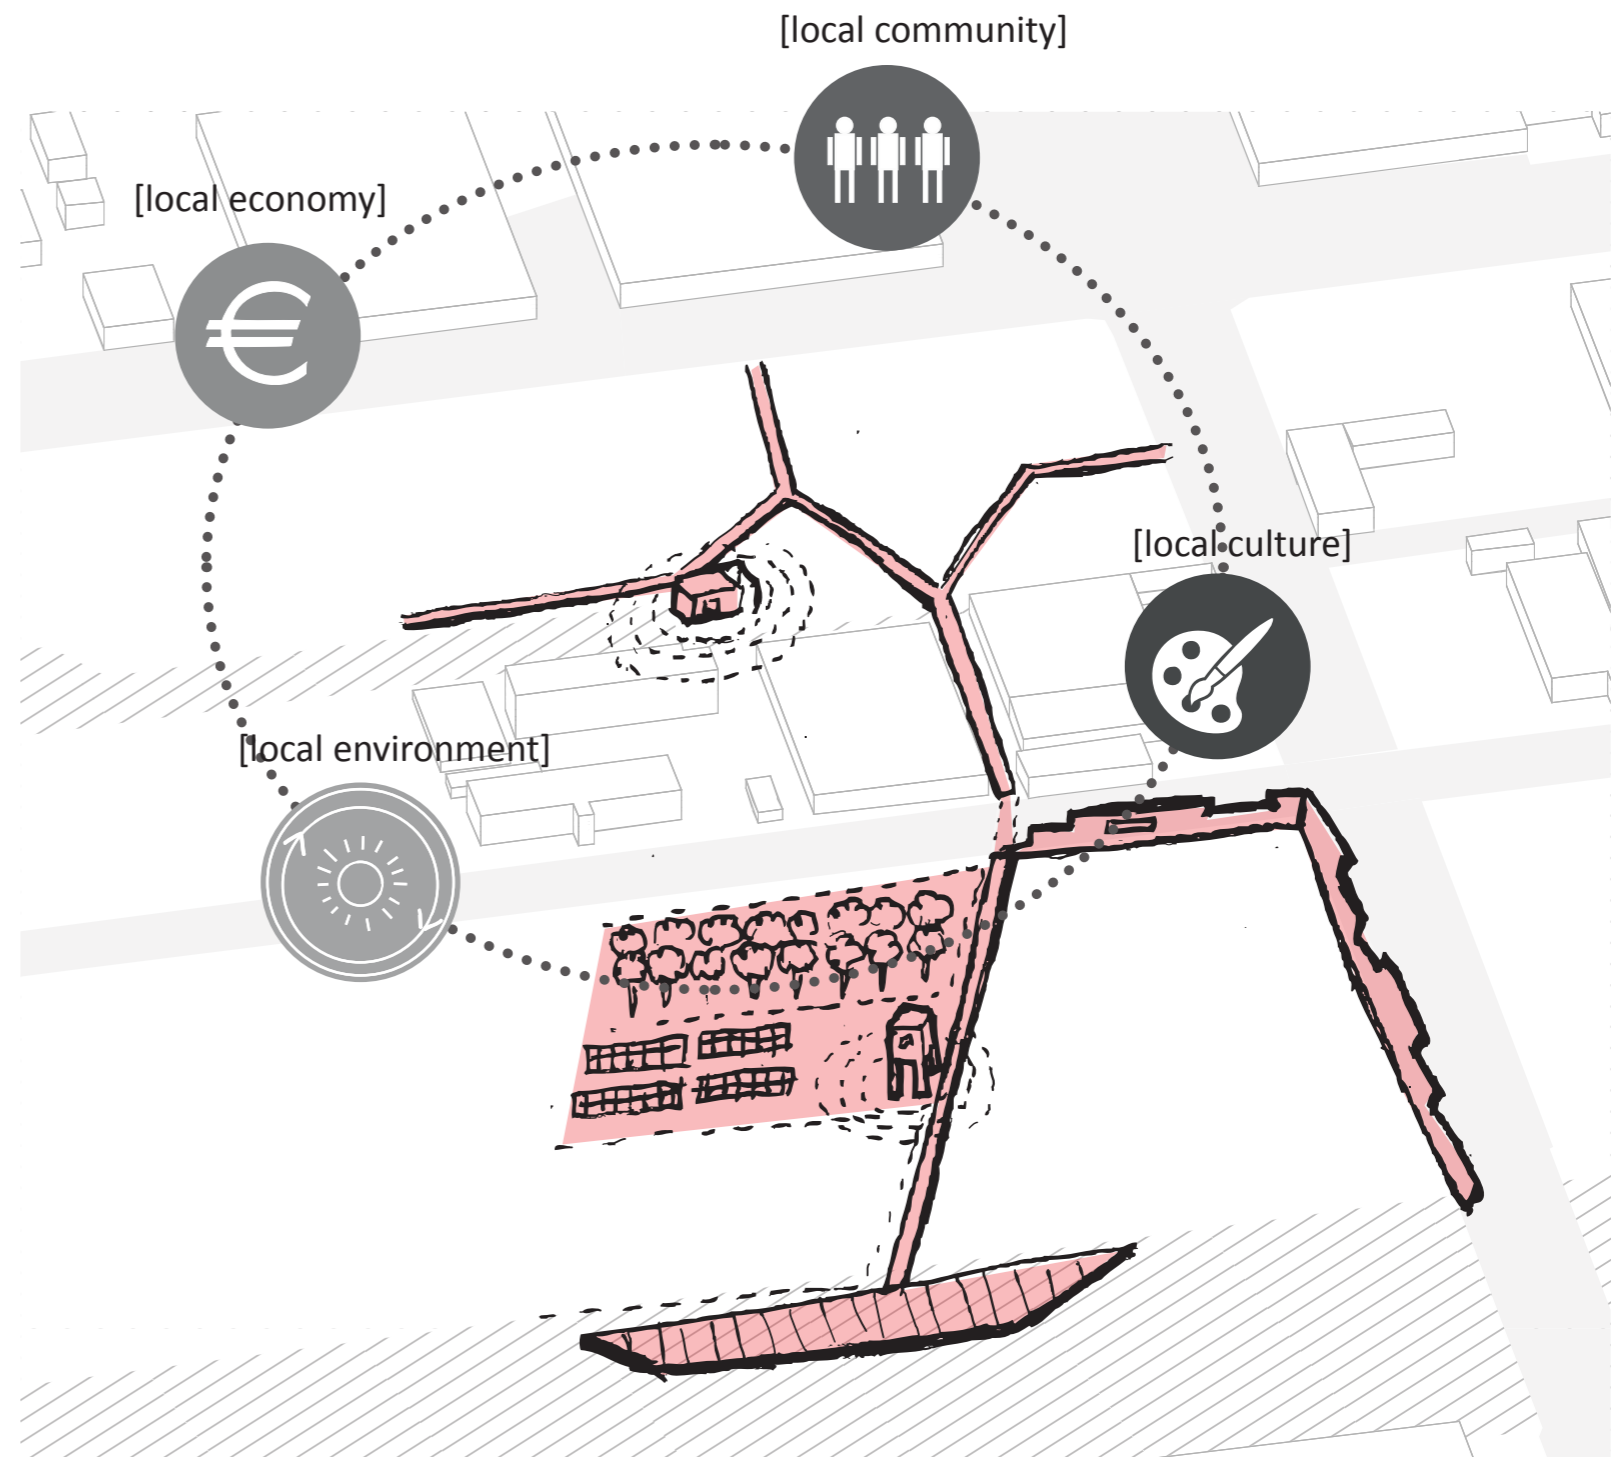 [local community]
[local economy]
€
[local culture]
[local environment]